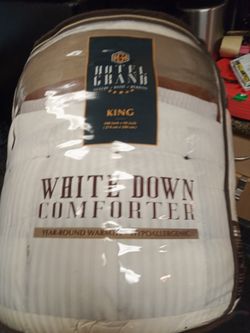 HOTEL
GRAND
KING
WHITE DOWN
COMFORTER
YEAR-ROUND WARMTH HYPOALLERGENIC